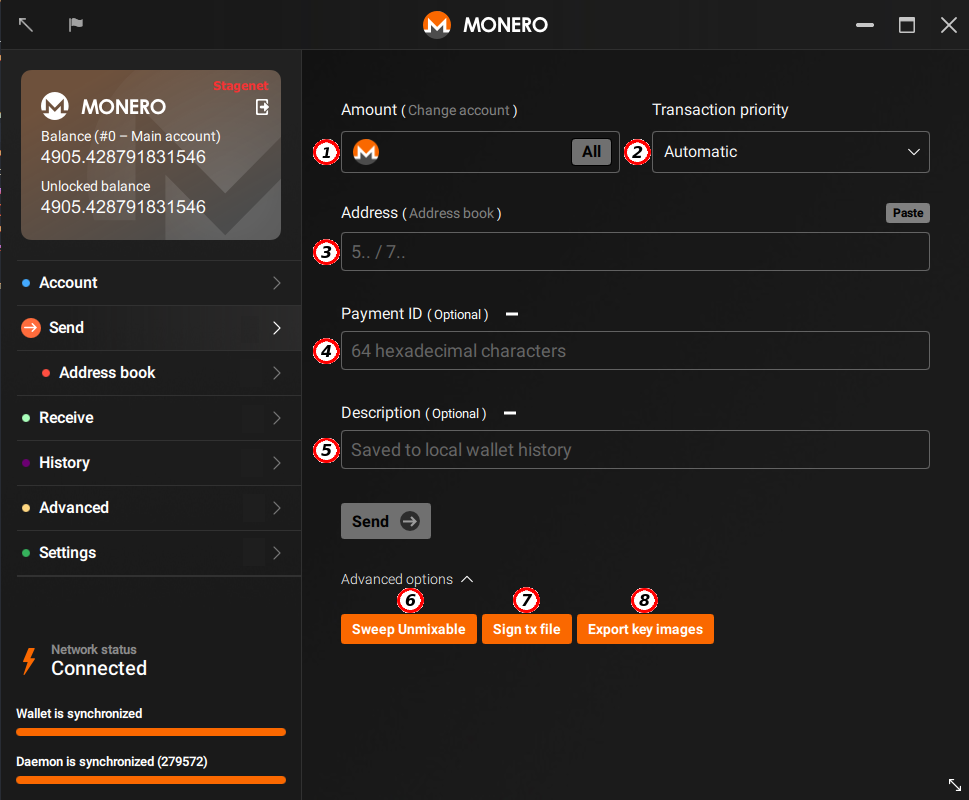 MONERO
Stagenet
MONERO
Balance (#0 – Main account)
4905.428791831546
Unlocked balance
4905.428791831546
Account
Send
Address book
Receive
History
Advanced
Settings
Network status
Connected
Wallet is synchronized
Daemon is synchronized (279572)
Amount ( Change account )
1
All
Transaction priority
2
Automatic
Address ( Address book )
Paste
3
5.. / 7..
Payment ID ( Optional )
4
64 hexadecimal characters
Description ( Optional )
5
Saved to local wallet history
Send
Advanced options
6
7
8
Sweep Unmixable
Sign tx file
Export key images